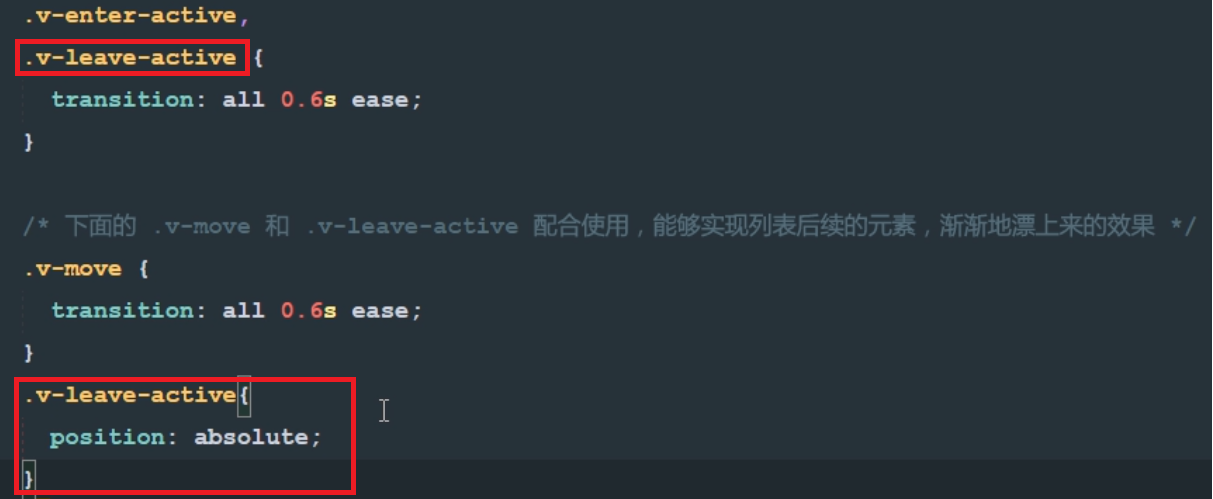 .v-enter-active,
.v-leave-active {
transition: all 0.6s ease;
}
/* 下面的 .v-move 和 .v-leave-active 配合使用，能够实现列表后续的元素，渐渐地漂上来的效果 */
.v-move {
transition: all 0.6s ease;
}
.v-leave-active{
position: absolute;
}